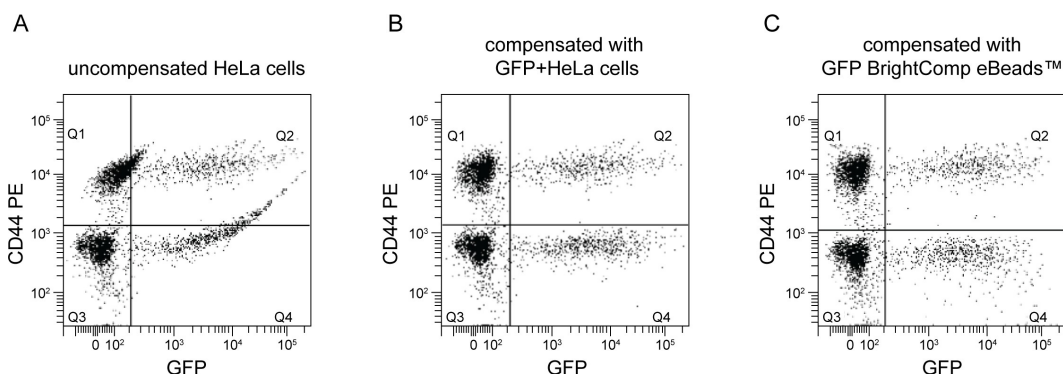 A
uncompensated HeLa cells
Q1
Q2
Q3
Q4
10⁵
10⁴
10³
10²
CD44 PE
0 10² 10³ 10⁴ 10⁵
GFP
B
compensated with
GFP+HeLa cells
Q1
Q2
Q3
Q4
10⁵
10⁴
10³
10²
CD44 PE
0 10² 10³ 10⁴ 10⁵
GFP
C
compensated with
GFP BrightComp eBeads™
Q1
Q2
Q3
Q4
10⁵
10⁴
10³
10²
CD44 PE
0 10² 10³ 10⁴ 10⁵
GFP